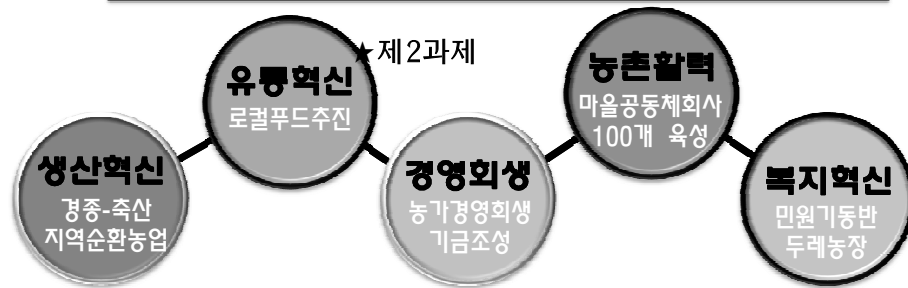 생산혁신
경종-축산
지역순환농업
유통혁신
로컬푸드추진
★제2과제
경영회생
농가경영회생
기금조성
농촌활력
마을공동체회사
100개 육성
복지혁신
민원기동반
두레농장